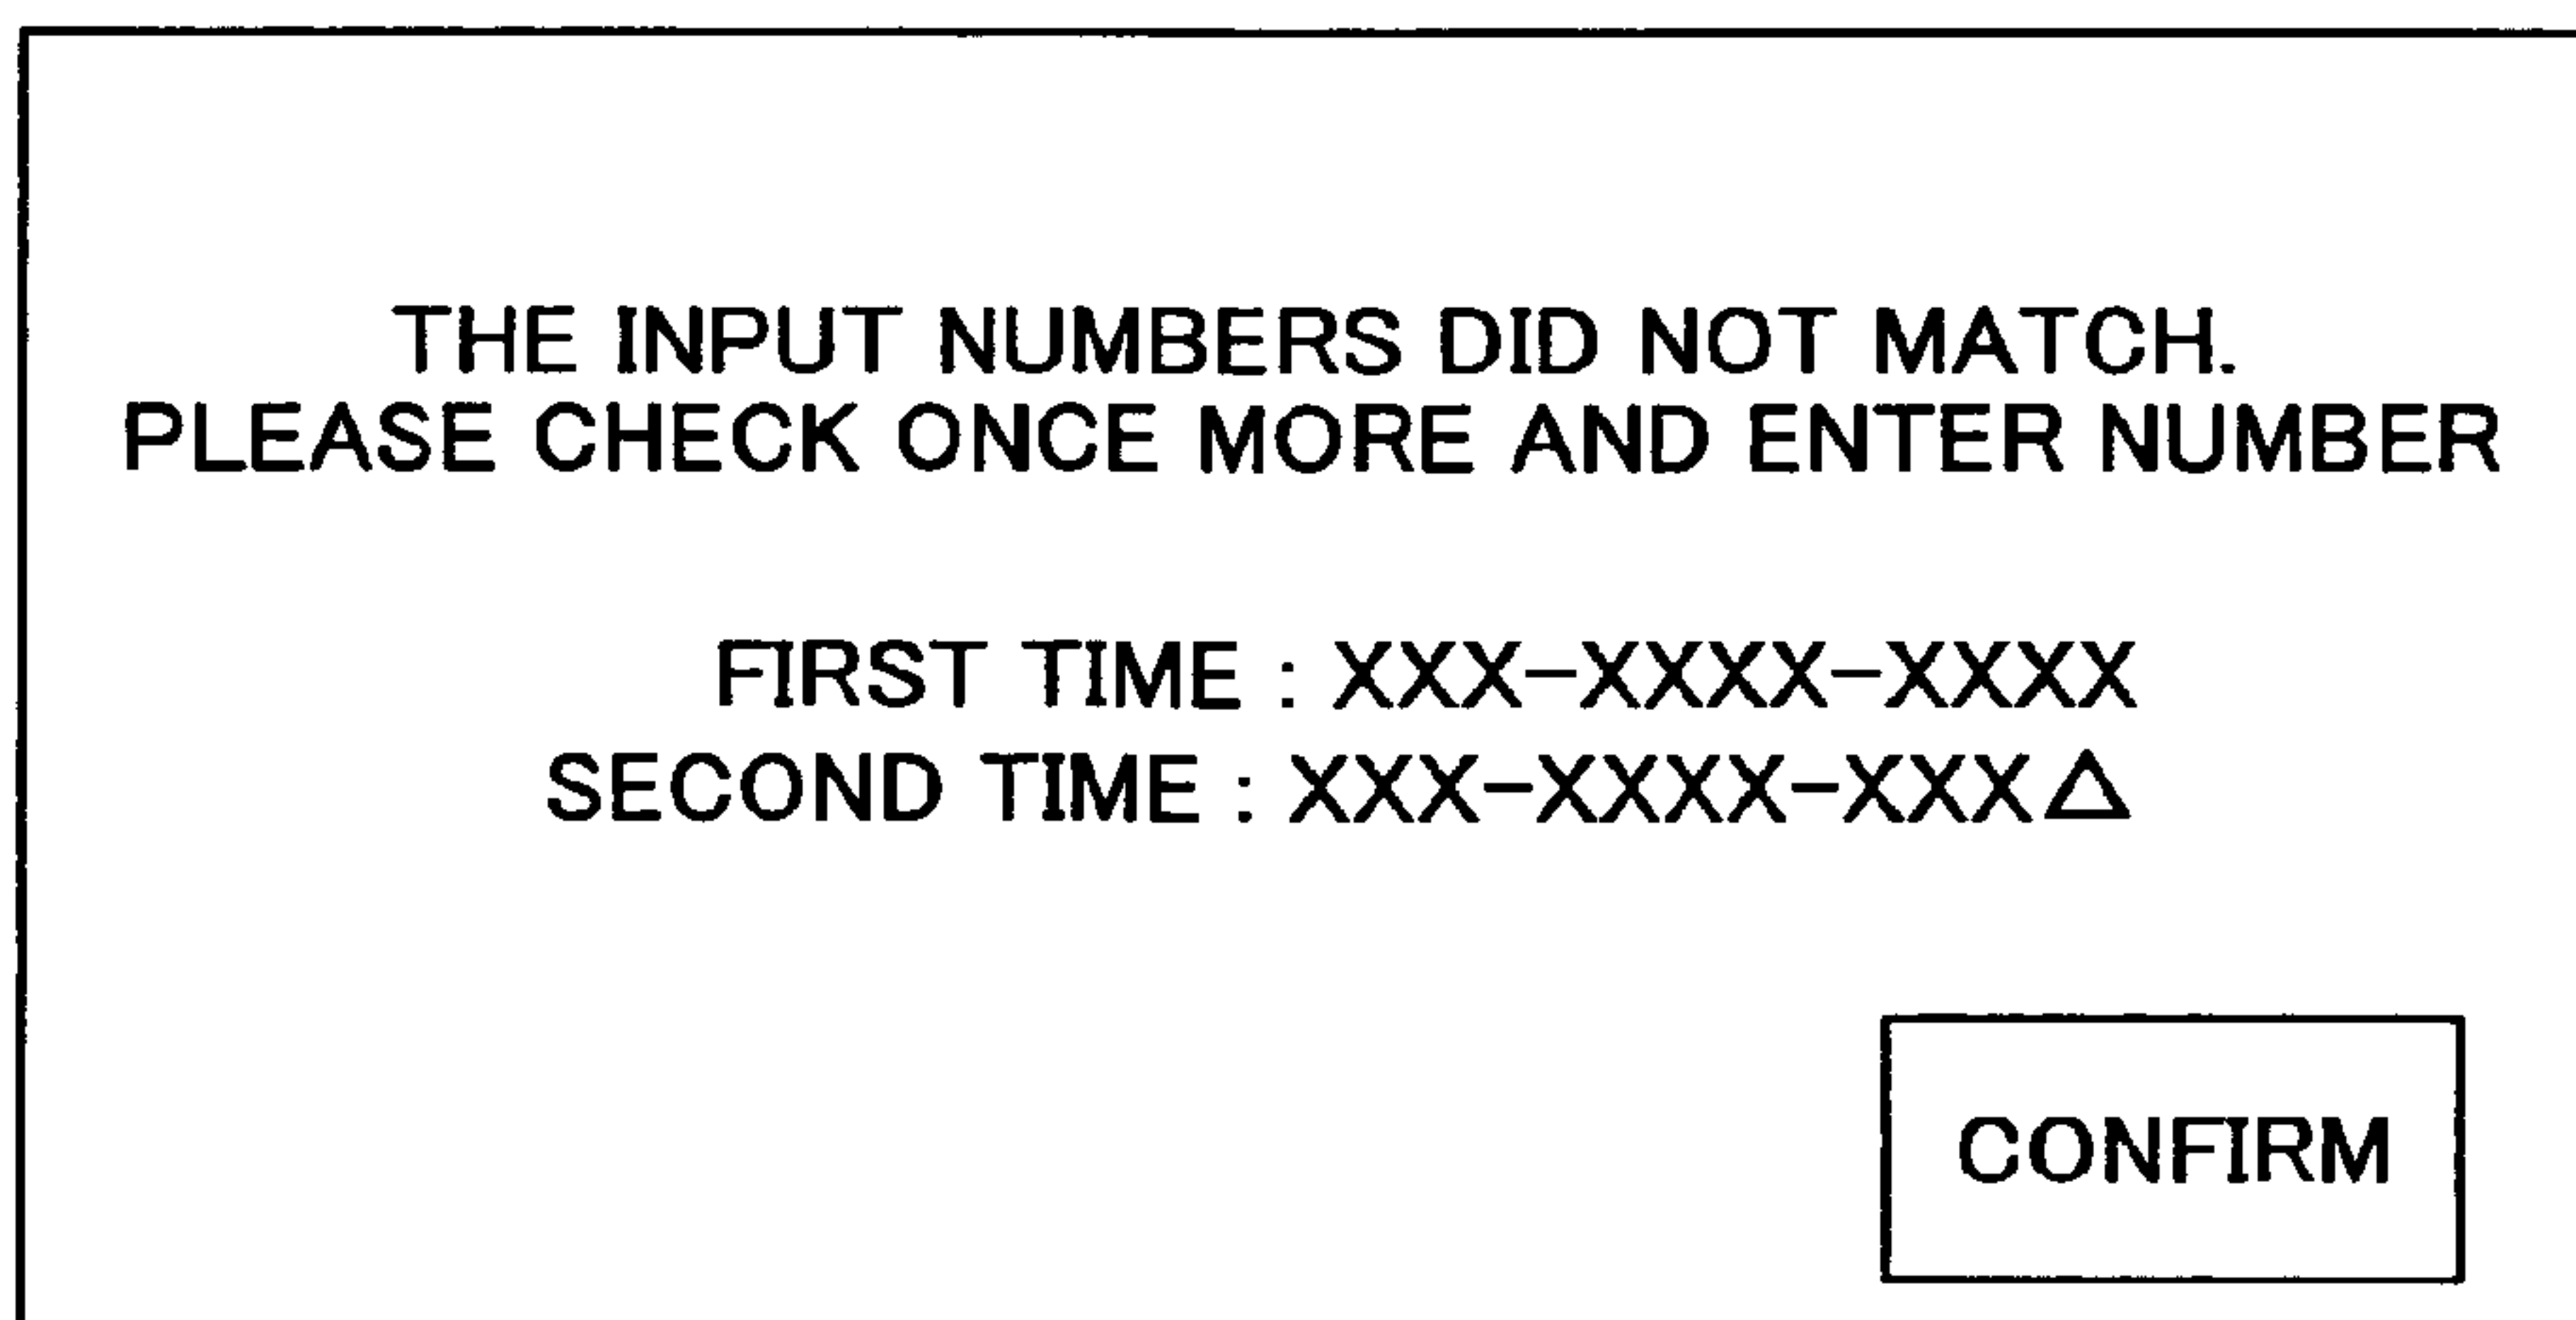 THE INPUT NUMBERS DID NOT MATCH.
PLEASE CHECK ONCE MORE AND ENTER NUMBER
FIRST TIME : XXX-XXXX-XXXX
SECOND TIME : XXX-XXXX-XXX△
CONFIRM